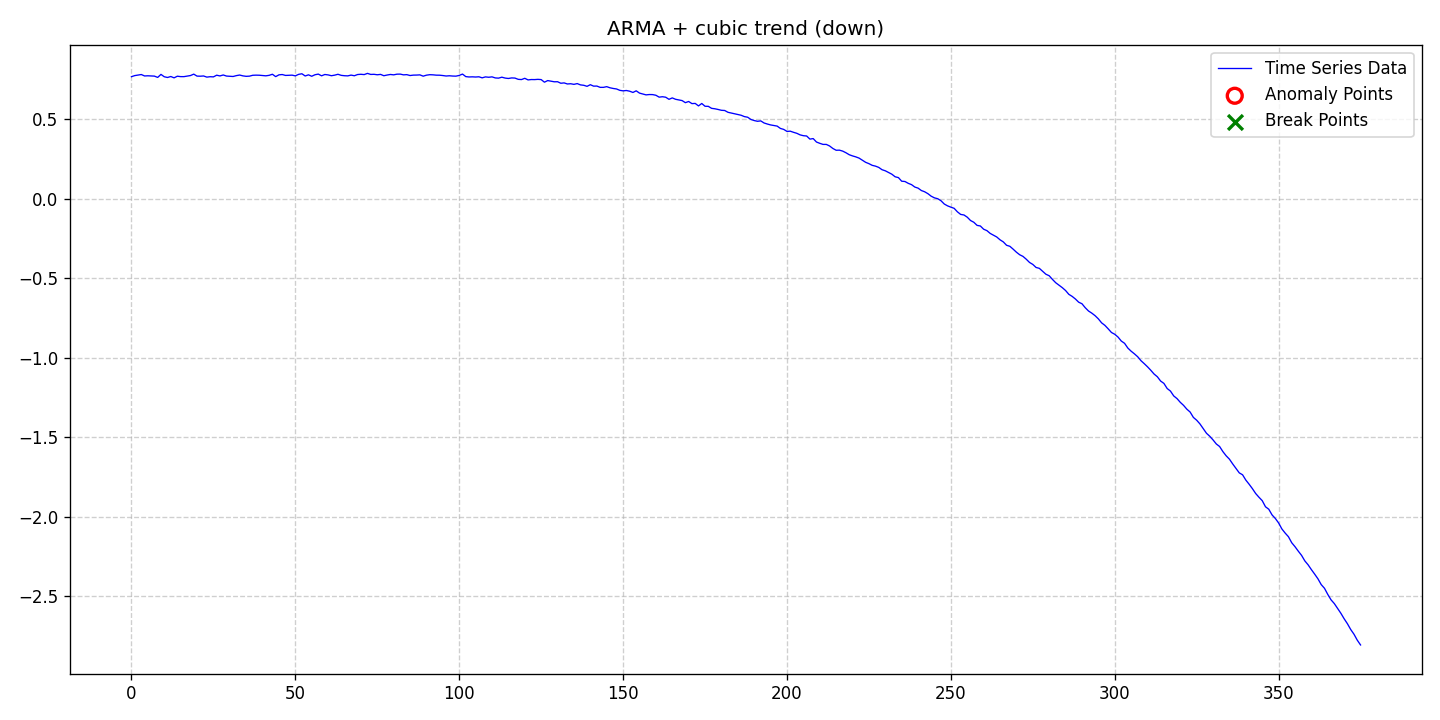 ARMA + cubic trend (down)
Time Series Data
Anomaly Points
Break Points
0.5
0.0
−0.5
−1.0
−1.5
−2.0
−2.5
0 50 100 150 200 250 300 350